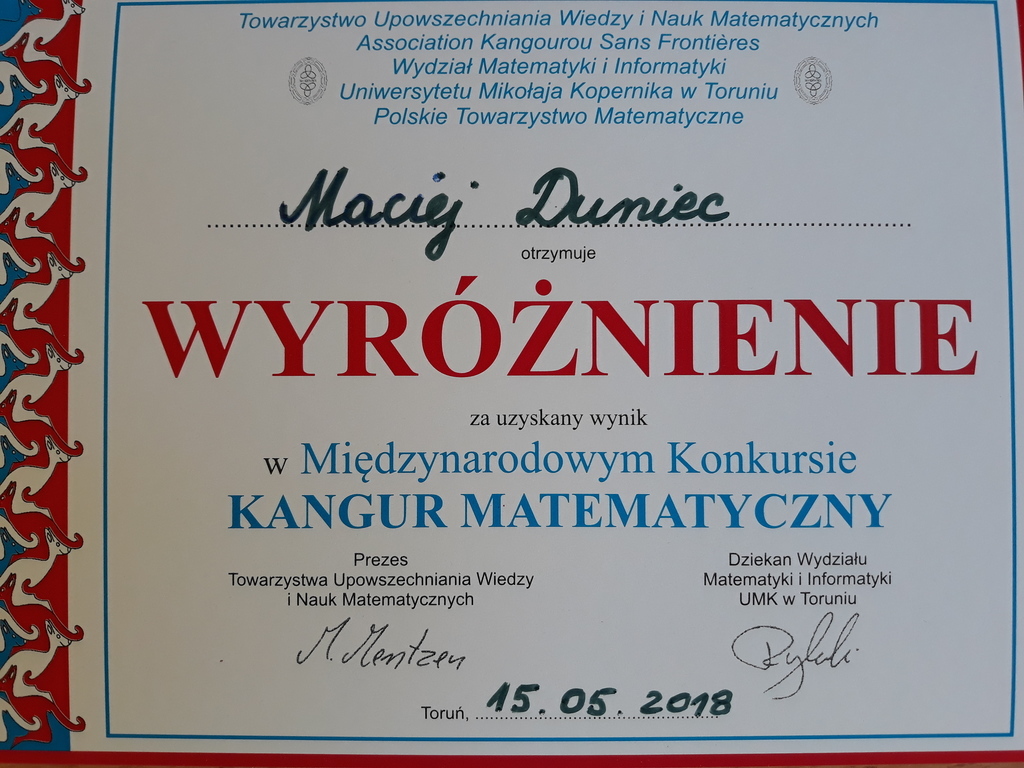 Towarzystwo Upowszechniania Wiedzy i Nauk Matematycznych
Association Kangourou Sans Frontières
Wydział Matematyki i Informatyki
Uniwersytetu Mikołaja Kopernika w Toruniu
Polskie Towarzystwo Matematyczne
Maciej Duniec
otrzymuje
WYRÓŻNIENIE
za uzyskany wynik
w Międzynarodowym Konkursie
KANGUR MATEMATYCZNY
Prezes
Towarzystwa Upowszechniania Wiedzy
i Nauk Matematycznych
M. Mentzen
Dziekan Wydziału
Matematyki i Informatyki
UMK w Toruniu
Toruń, 15.05.2018